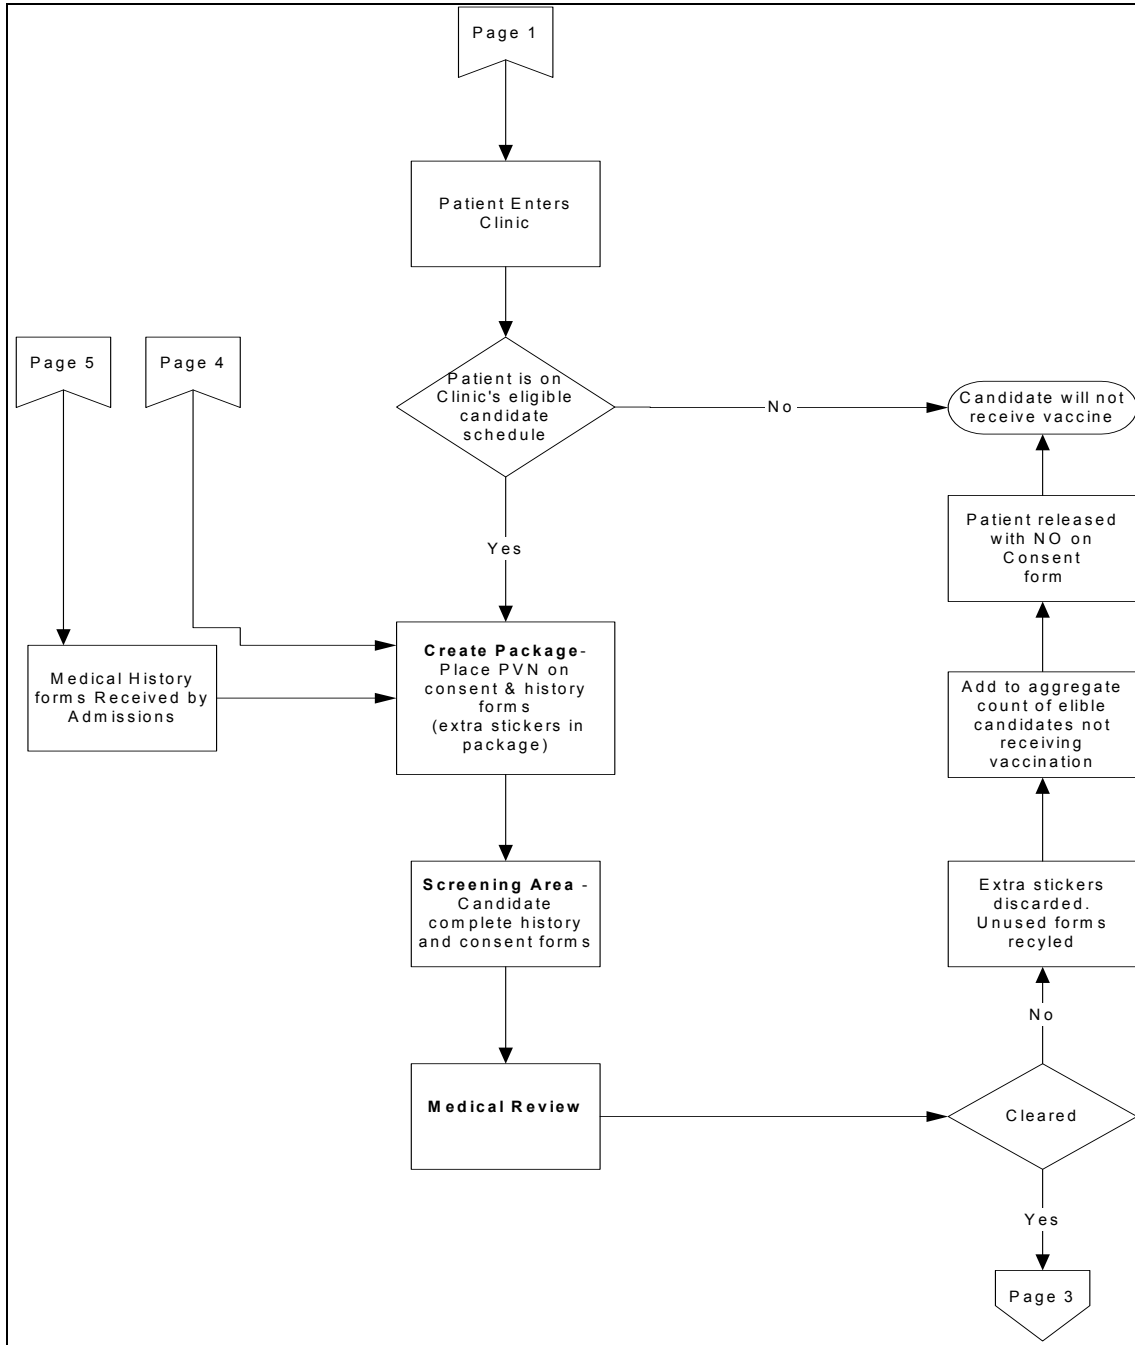 Page 1
Patient Enters
Clinic
Page 5
Page 4
Patient is on
Clinic's eligible
candidate
schedule
No
Candidate will not
receive vaccine
Patient released
with NO on
Consent
form
Yes
Create Package-
Place PVN on
consent & history
forms
(extra stickers in
package)
Medical History
forms Received by
Admissions
Add to aggregate
count of elible
candidates not
receiving
vaccination
Screening Area -
Candidate
complete history
and consent forms
Extra stickers
discarded.
Unused forms
recyled
No
Medical Review
Cleared
Yes
Page 3